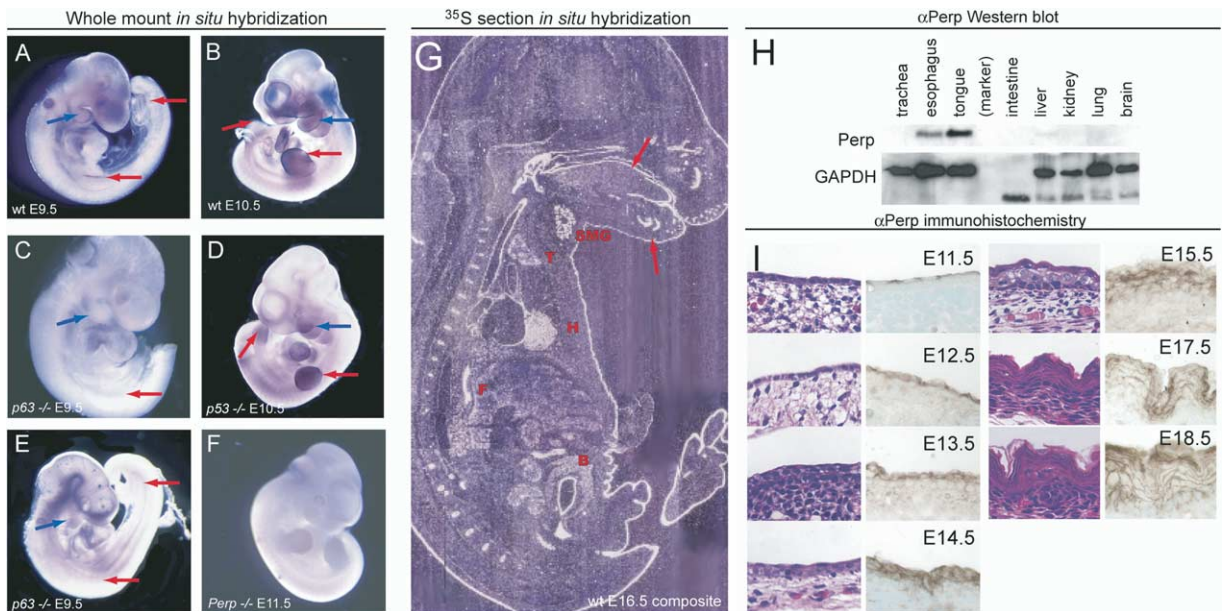 Whole mount in situ hybridization
A
wt E9.5
B
wt E10.5
C
p63 -/- E9.5
D
p53 -/- E10.5
E
p63 -/- E9.5
F
Perp -/- E11.5
35S section in situ hybridization
G
SMG
T
H
F
B
wt E16.5 composite
αPerp Western blot
H
trachea
esophagus
tongue
(marker)
intestine
liver
kidney
lung
brain
Perp
GAPDH
αPerp immunohistochemistry
I
E11.5
E12.5
E13.5
E14.5
E15.5
E17.5
E18.5